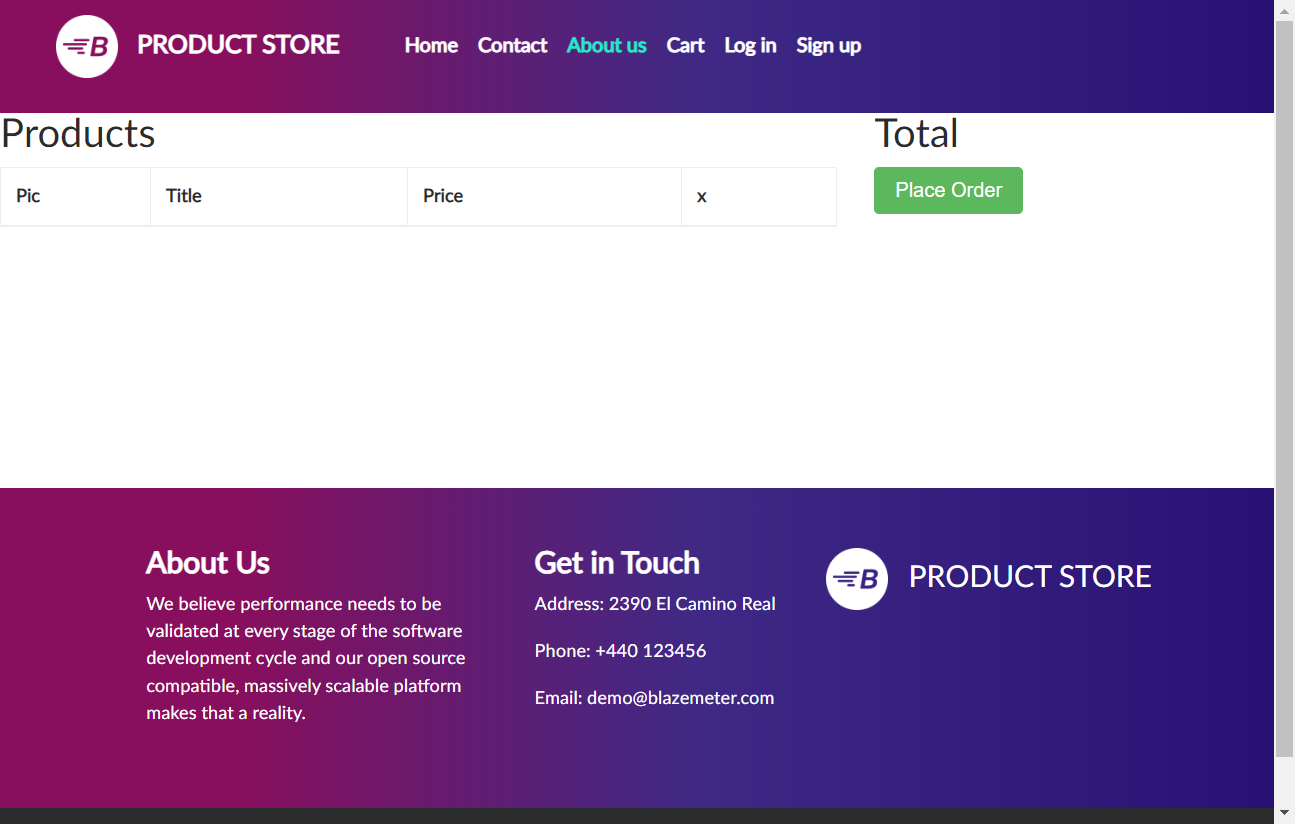 B PRODUCT STORE Home Contact About us Cart Log in Sign up
Products
Total
Pic Title Price x
Place Order
About Us
We believe performance needs to be
validated at every stage of the software
development cycle and our open source
compatible, massively scalable platform
makes that a reality.
Get in Touch
Address: 2390 El Camino Real
Phone: +440 123456
Email: demo@blazemeter.com
B PRODUCT STORE